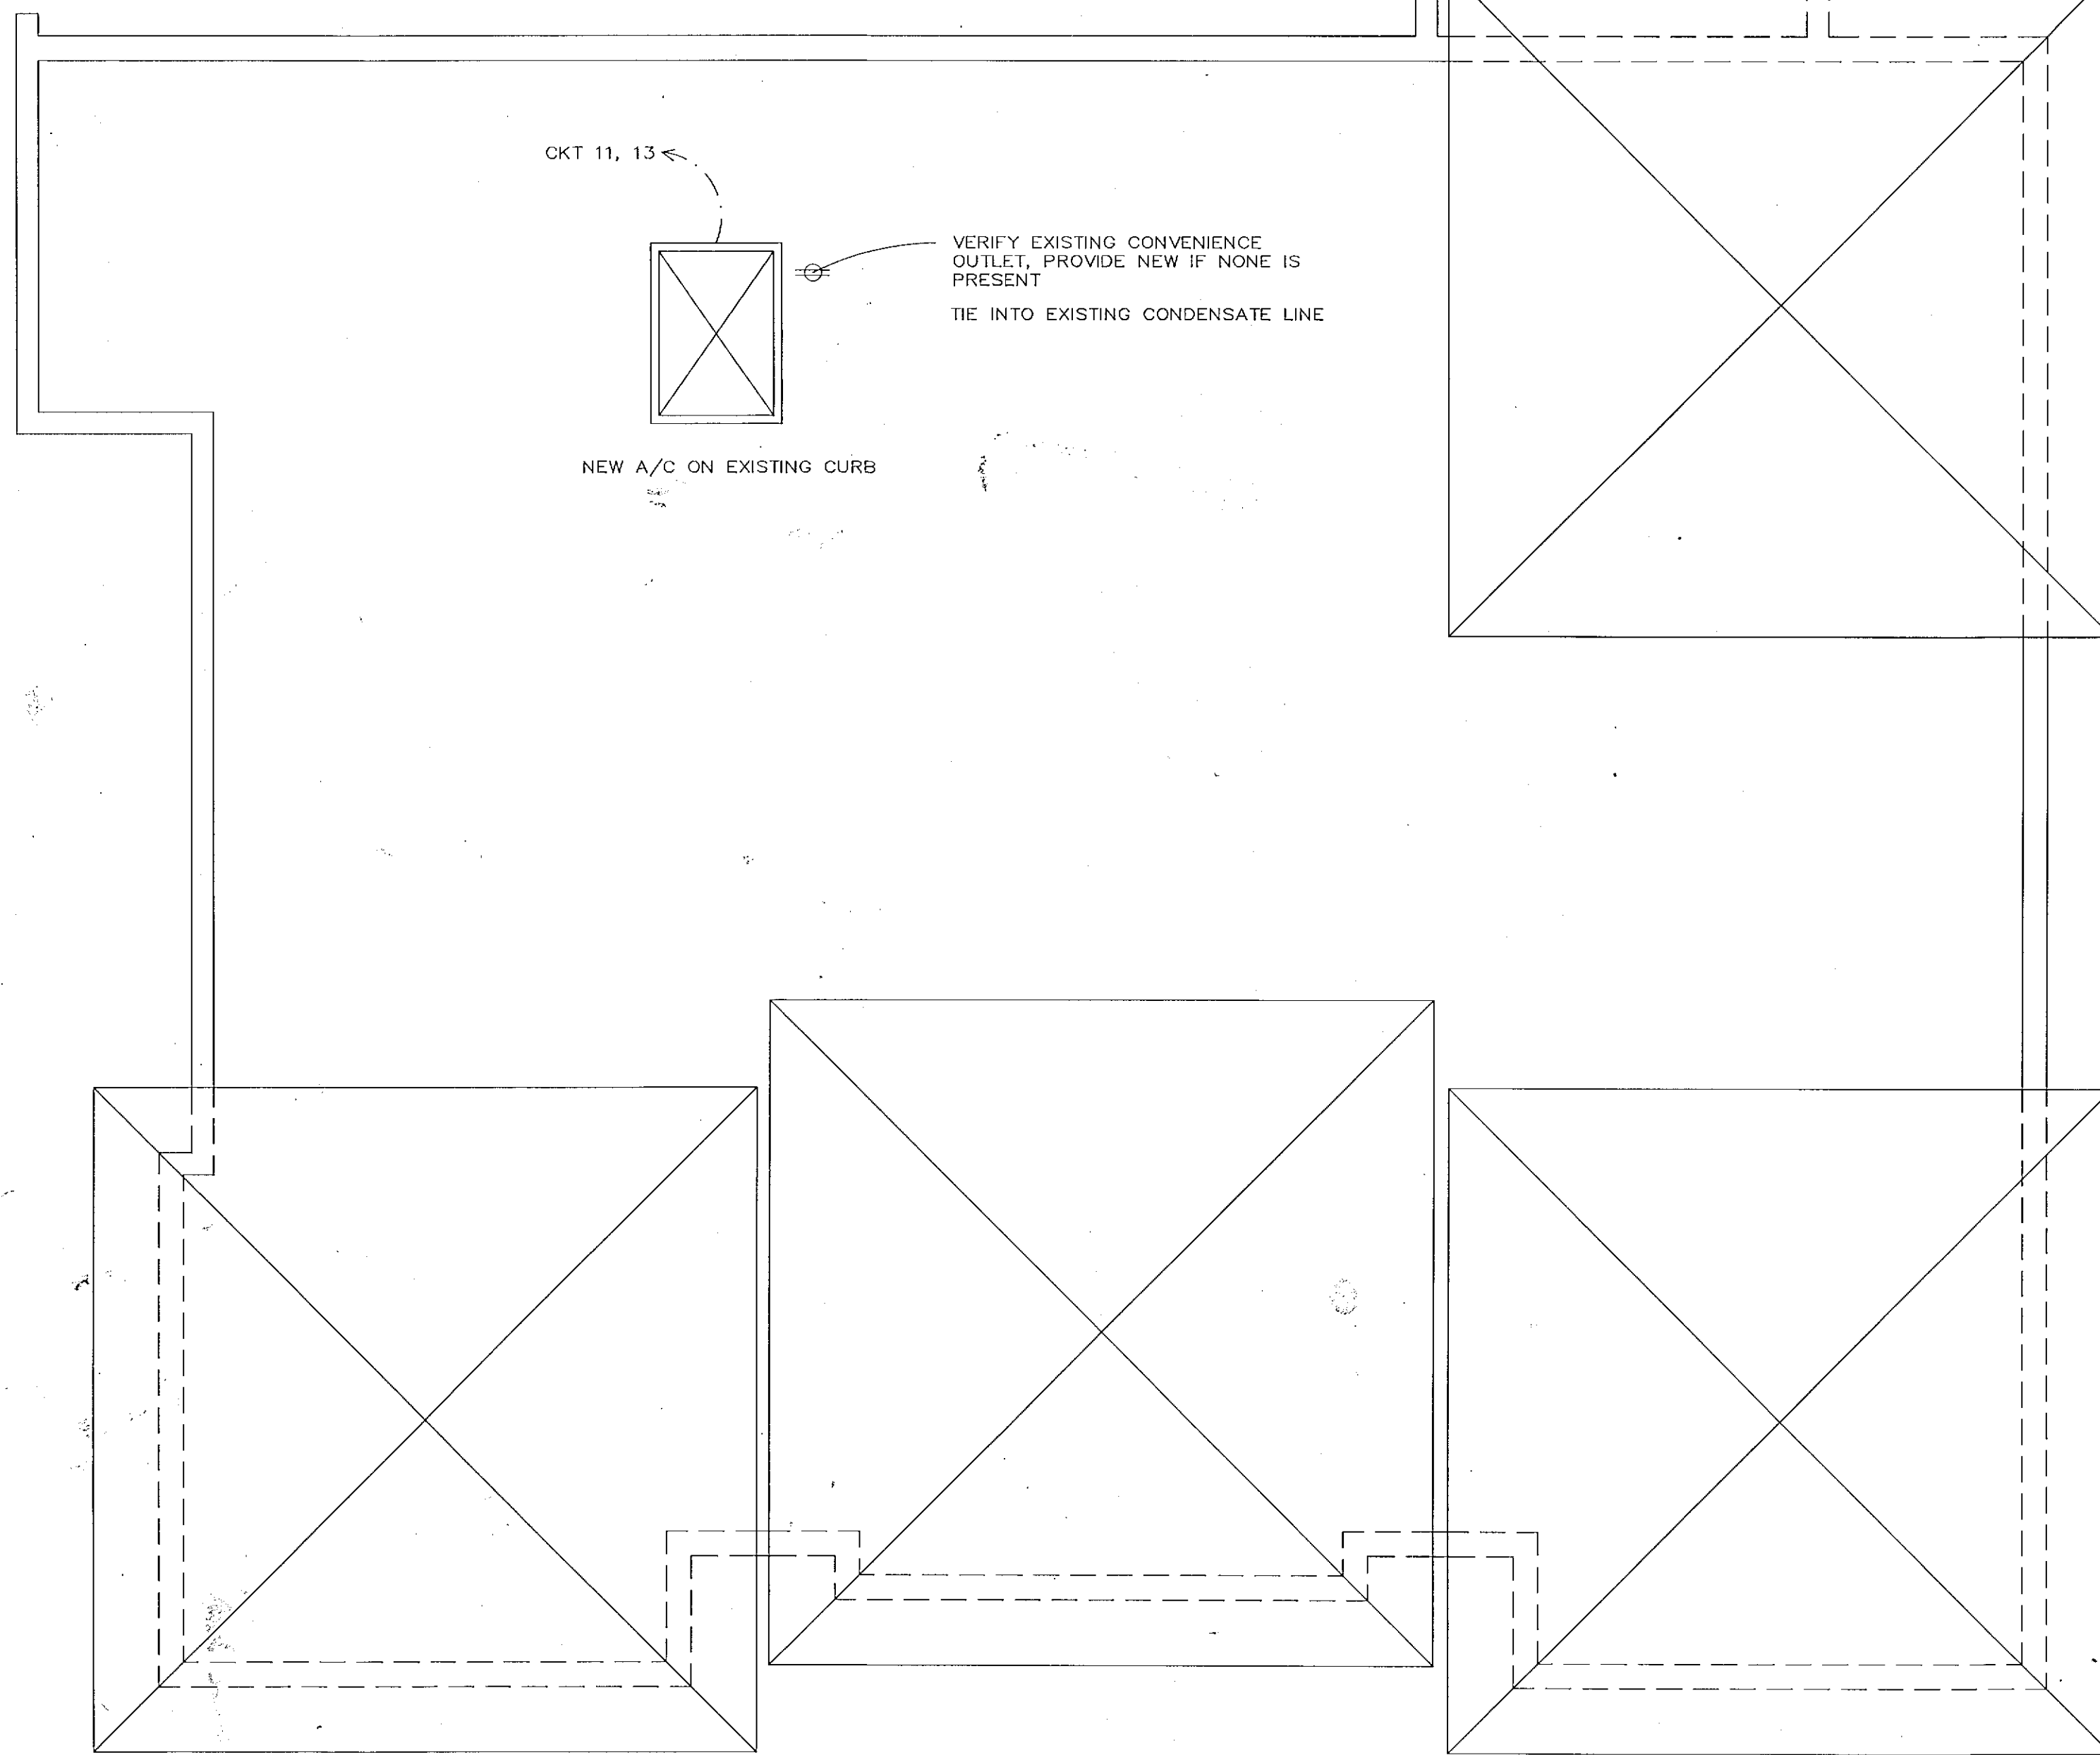 CKT 11, 13
VERIFY EXISTING CONVENIENCE
OUTLET, PROVIDE NEW IF NONE IS
PRESENT
TIE INTO EXISTING CONDENSATE LINE
NEW A/C ON EXISTING CURB